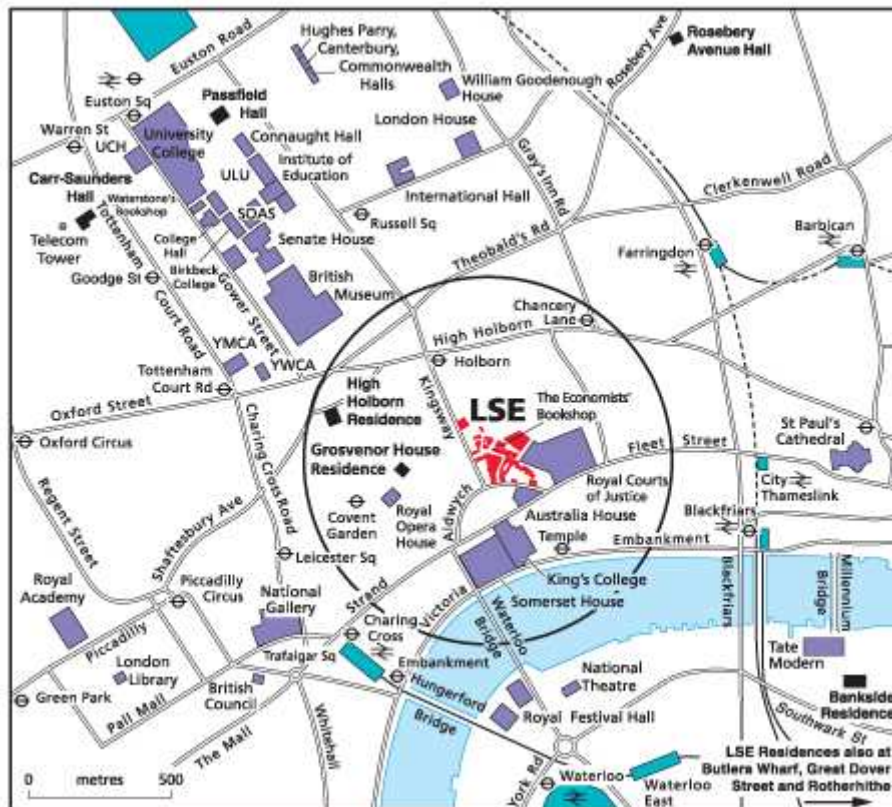 Hughes Parry,
Canterbury,
Commonwealth
Halls
Rosebery
Avenue Hall
Rosebery Ave
Euston Road
William Goodenough
House
Euston Sq
Passfield
Hall
London House
Warren St
UCH
University
College
Connaught Hall
Institute of
Education
ULU
Gray's Inn Rd
Clerkenwell Road
Carr-Saunders
Hall
Waterstone's
Bookshop
SOAS
International Hall
Russell Sq
Barbican
Telecom
Tower
Tottenham
Court Road
College
Hall
Senate House
Theobald's Rd
Farringdon
Goodge St
Birkbeck
College
Gower Street
British
Museum
Chancery
Lane
High Holborn
YMCA
YWCA
Holborn
Tottenham
Court Rd
Kingsway
High
Holborn
Residence
LSE
The Economists'
Bookshop
Oxford Street
Oxford Circus
St Paul's
Cathedral
Fleet Street
Charing Cross Road
Grosvenor House
Residence
Royal Courts
of Justice
City
Thameslink
Regent Street
Shaftesbury Ave
Covent
Garden
Royal
Opera
House
Aldwych
Australia House
Blackfriars
Temple
Embankment
Leicester Sq
Royal
Academy
Piccadilly
Circus
National
Gallery
Strand
Victoria
King's College
Somerset House
Waterloo
Bridge
Blackfriars
Millennium
Bridge
Charing
Cross
Piccadilly
Trafalgar Sq
Tate
Modern
London
Library
British
Council
Embankment
Hungerford
Bridge
National
Theatre
Green Park
Pall Mall
Bankside
Residence
Royal Festival Hall
Southwark St
The Mall
Whitehall
LSE Residences also at
Butlers Wharf, Great Dover
Street and Rotherhithe
0 metres 500
York Rd
Waterloo
Waterloo
East